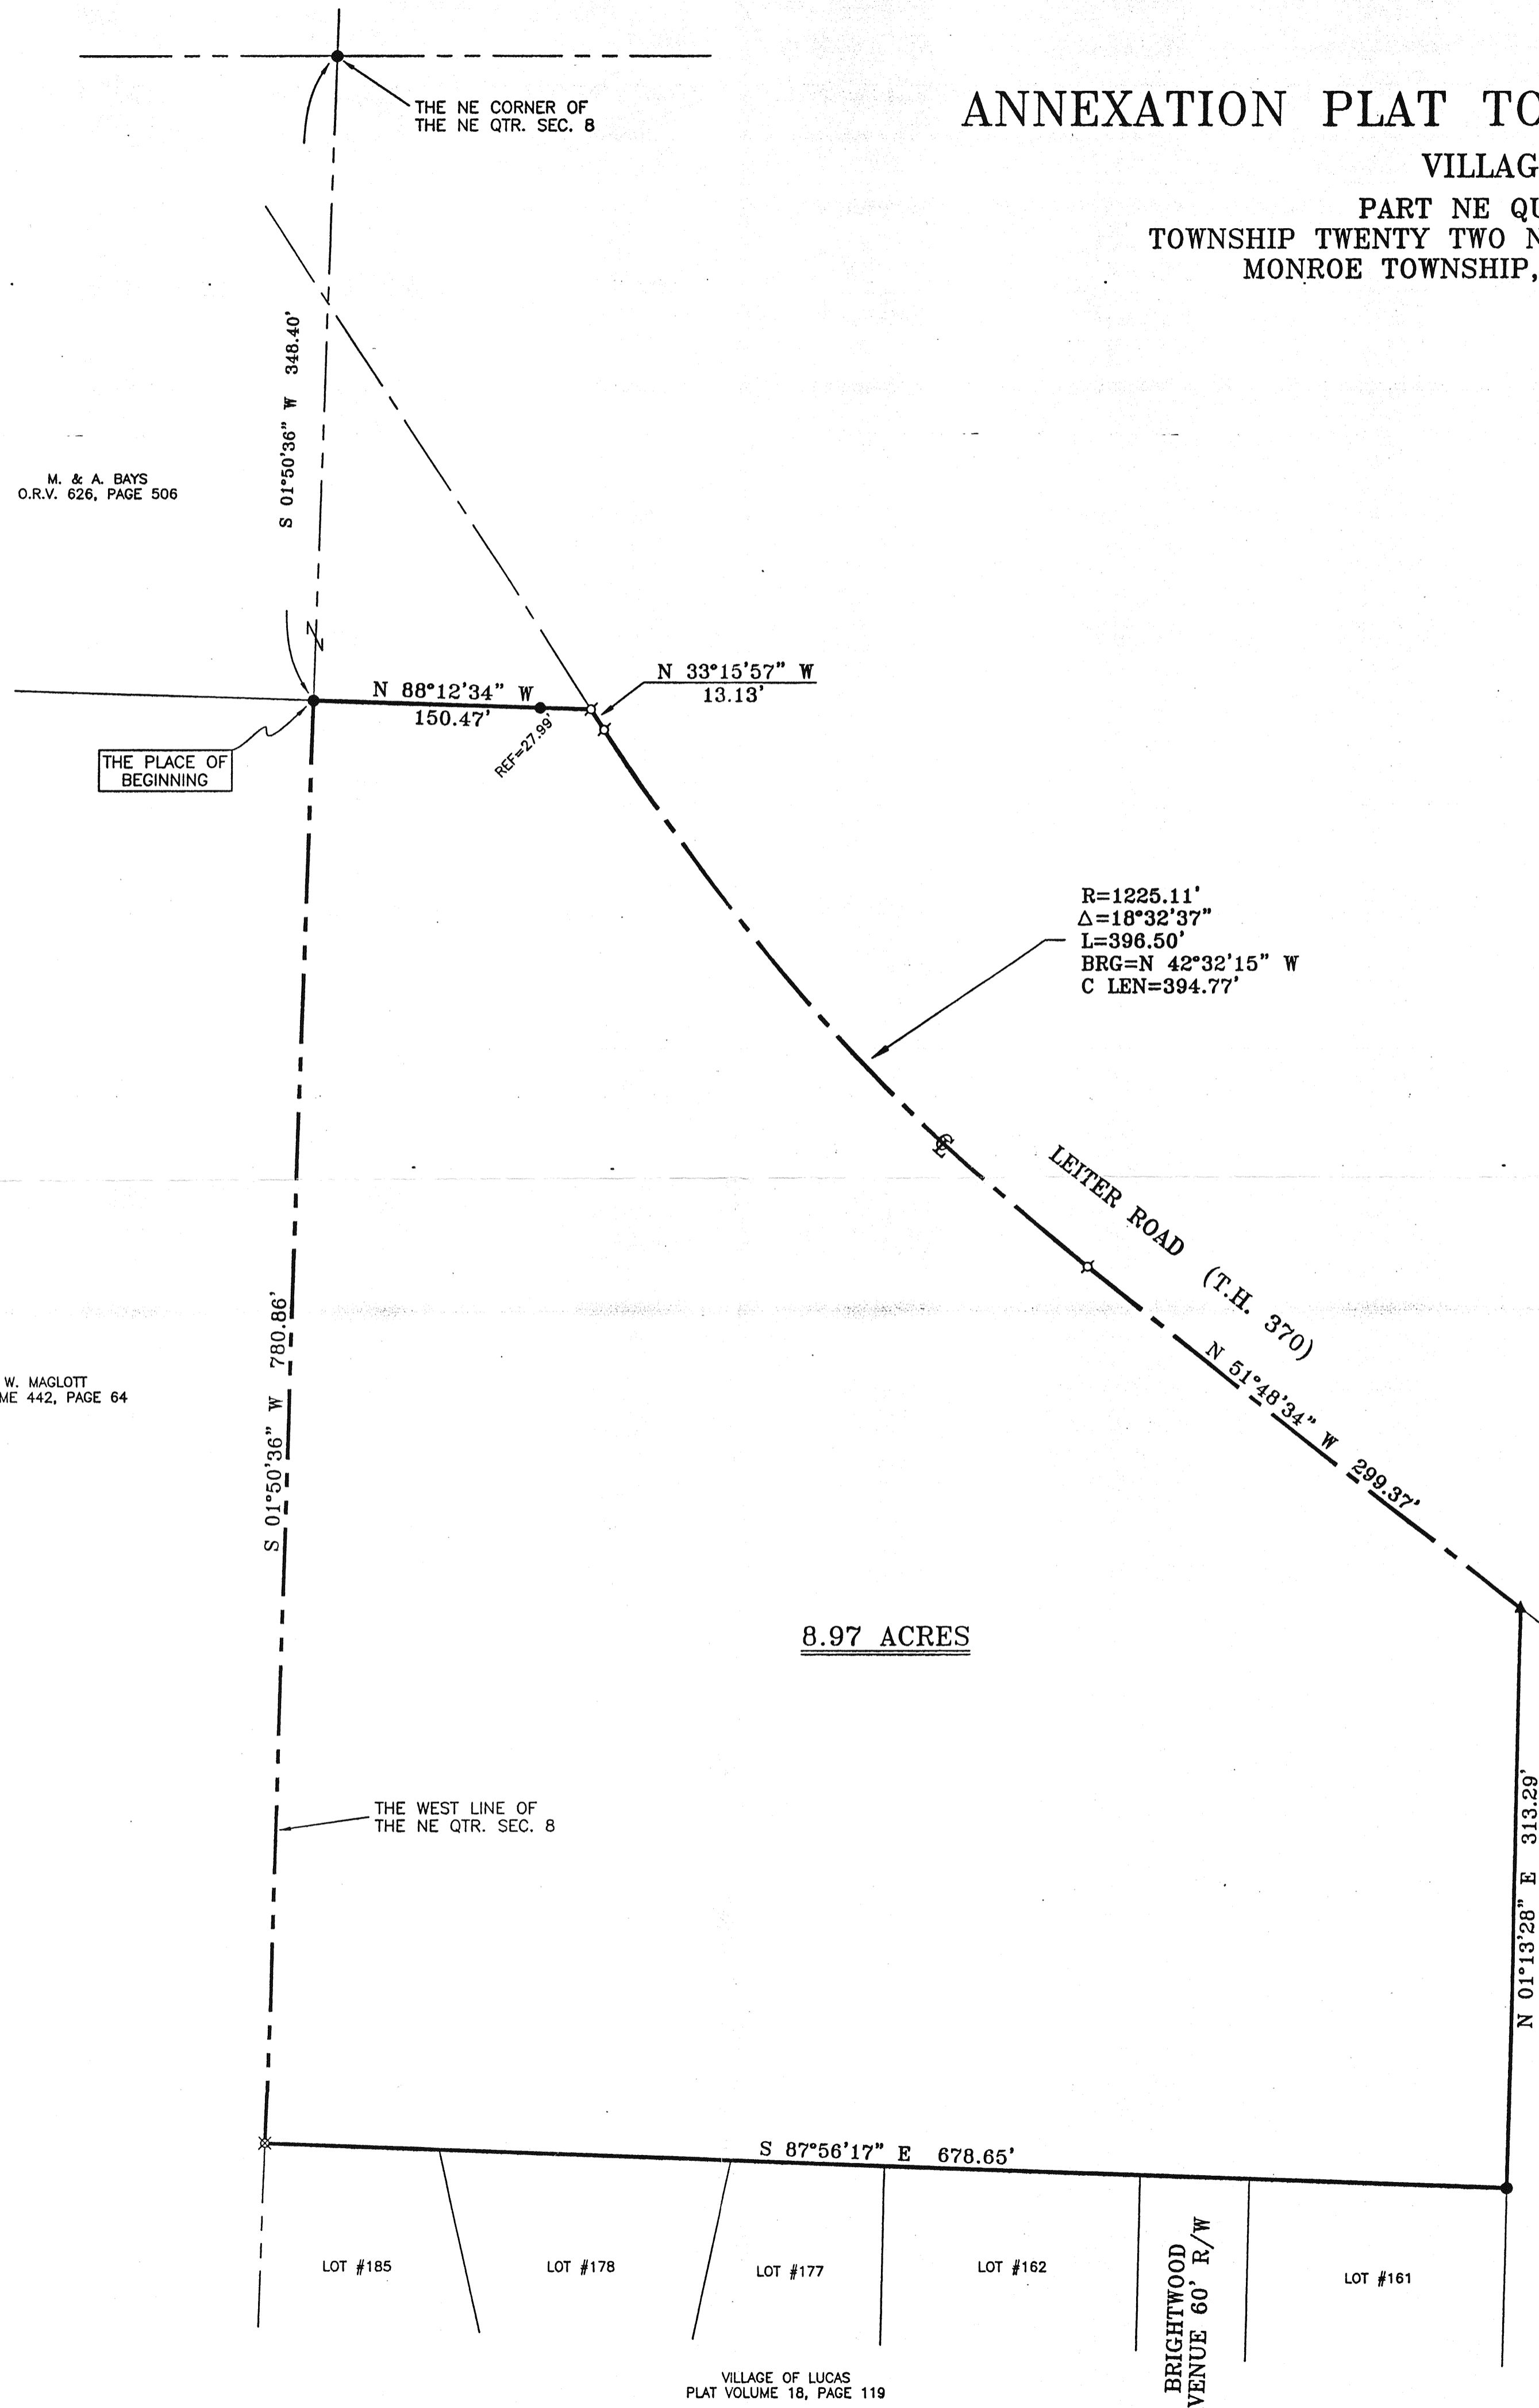 ANNEXATION PLAT TO
VILLAG
PART NE QU
TOWNSHIP TWENTY TWO N
MONROE TOWNSHIP,
THE NE CORNER OF
THE NE QTR. SEC. 8
S 01°50'36" W 348.40'
M. & A. BAYS
O.R.V. 626, PAGE 506
N 88°12'34" W
150.47'
REF=27.99'
N 33°15'57" W
13.13'
THE PLACE OF
BEGINNING
R=1225.11'
Δ=18°32'37"
L=396.50'
BRG=N 42°32'15" W
C LEN=394.77'
LEITER ROAD (T.H. 370)
N 51°48'34" W 299.37'
S 01°50'36" W 780.86'
W. MAGLOTT
ME 442, PAGE 64
8.97 ACRES
THE WEST LINE OF
THE NE QTR. SEC. 8
N 01°13'28" E 313.29'
S 87°56'17" E 678.65'
LOT #185
LOT #178
LOT #177
LOT #162
BRIGHTWOOD
VENUE 60' R/W
LOT #161
VILLAGE OF LUCAS
PLAT VOLUME 18, PAGE 119